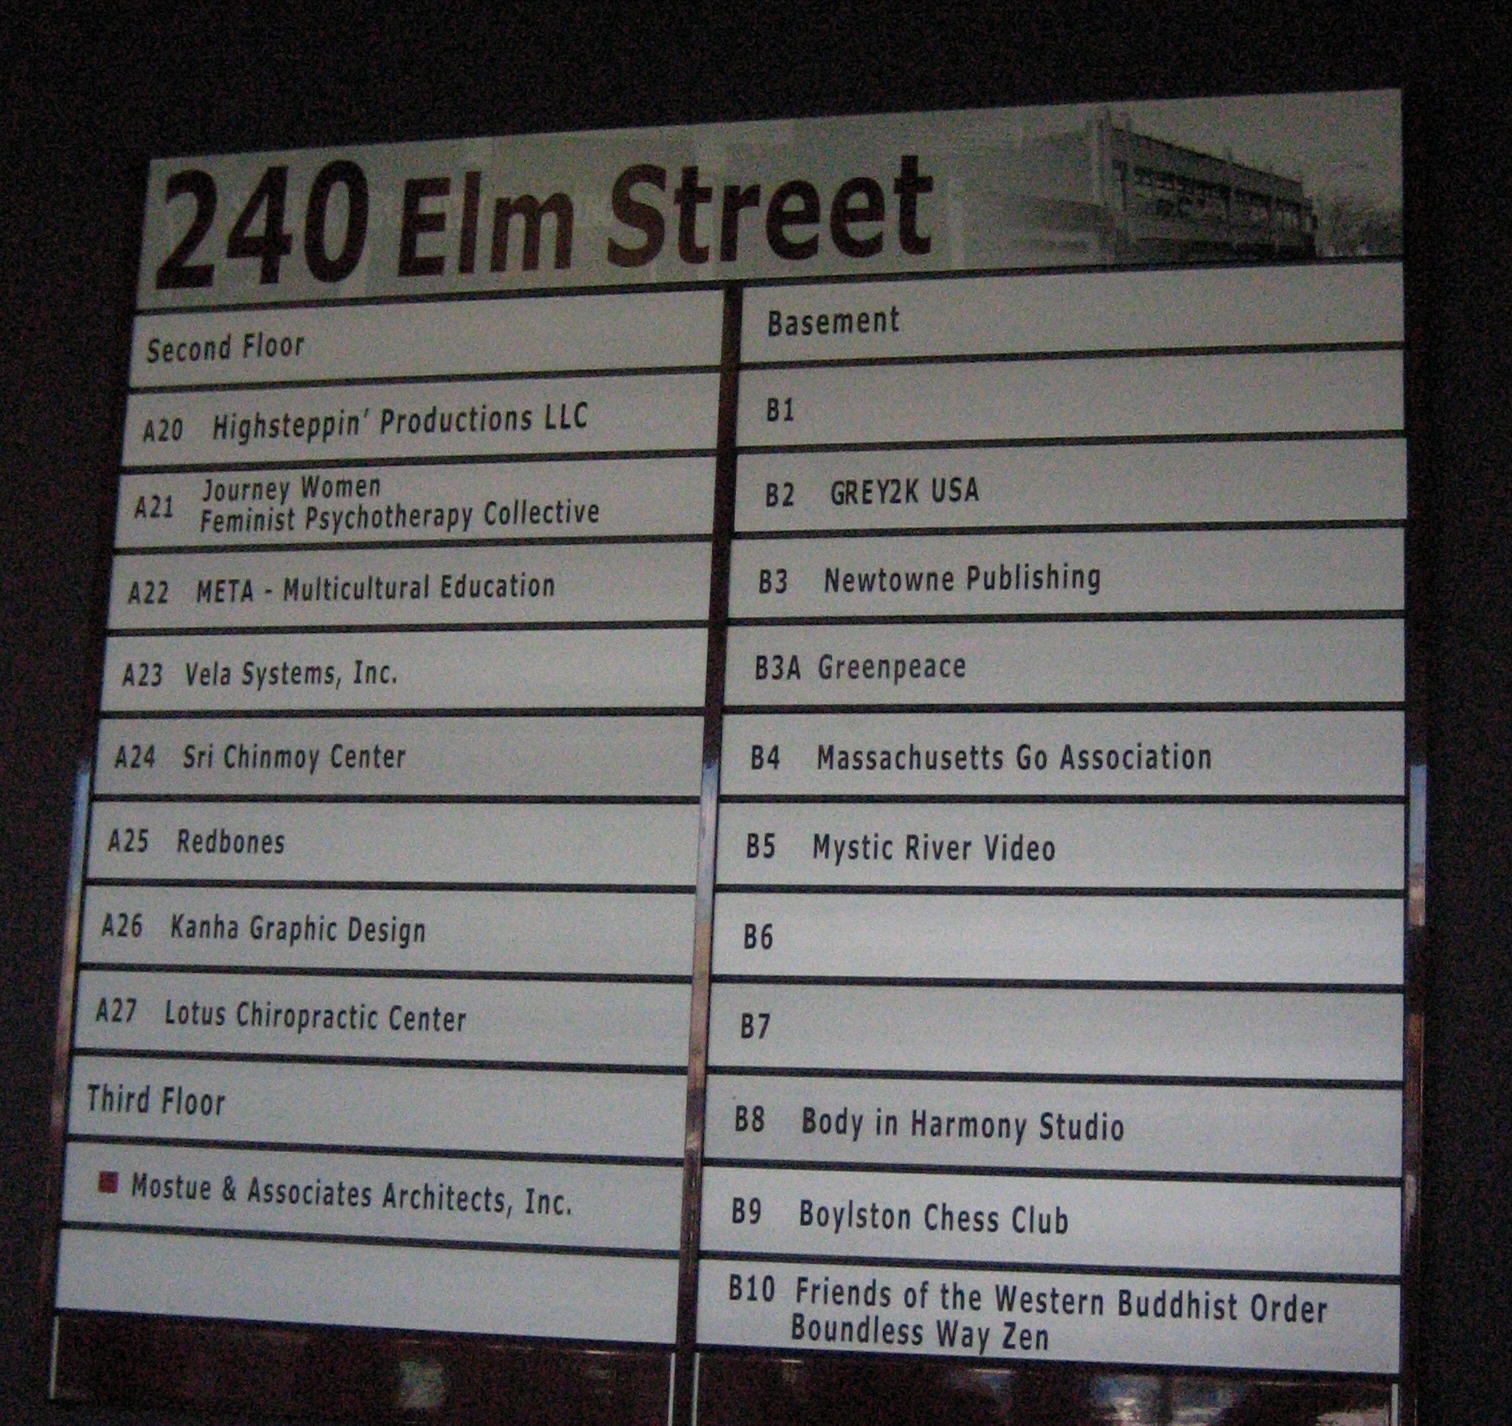 240 Elm Street
Second Floor
A20 Highsteppin' Productions LLC
A21 Journey Women
Feminist Psychotherapy Collective
A22 META - Multicultural Education
A23 Vela Systems, Inc.
A24 Sri Chinmoy Center
A25 Redbones
A26 Kanha Graphic Design
A27 Lotus Chiropractic Center
Third Floor
Mostue & Associates Architects, Inc.
Basement
B1
B2 GREY2K USA
B3 Newtowne Publishing
B3A Greenpeace
B4 Massachusetts Go Association
B5 Mystic River Video
B6
B7
B8 Body in Harmony Studio
B9 Boylston Chess Club
B10 Friends of the Western Buddhist Order
Boundless Way Zen